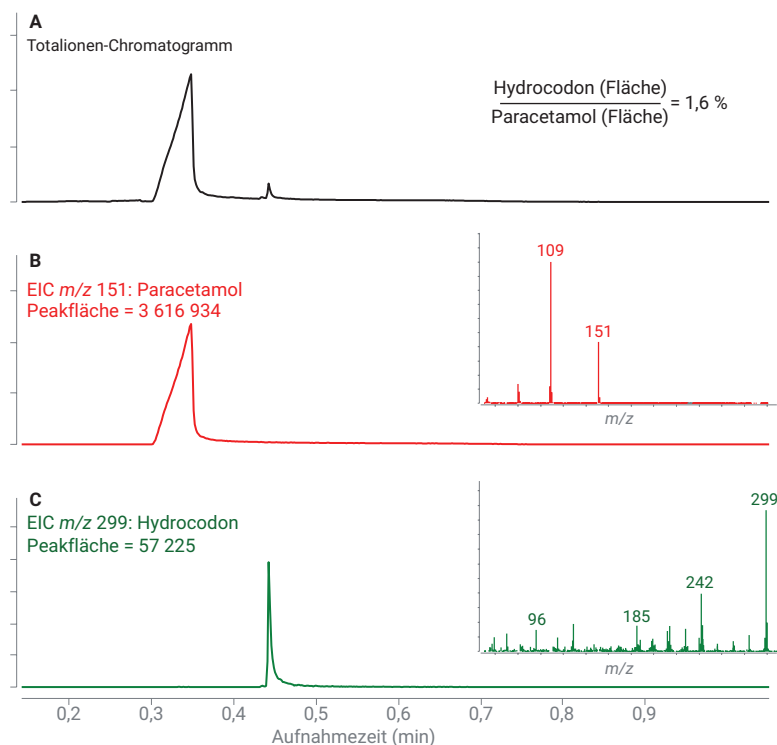 A
Totalionen-Chromatogramm
Hydrocodon (Fläche)
Paracetamol (Fläche)
= 1,6 %
B
EIC m/z 151: Paracetamol
Peakfläche = 3 616 934
109
151
m/z
C
EIC m/z 299: Hydrocodon
Peakfläche = 57 225
299
242
185
96
m/z
0,2 0,3 0,4 0,5 0,6 0,7 0,8 0,9
Aufnahmezeit (min)